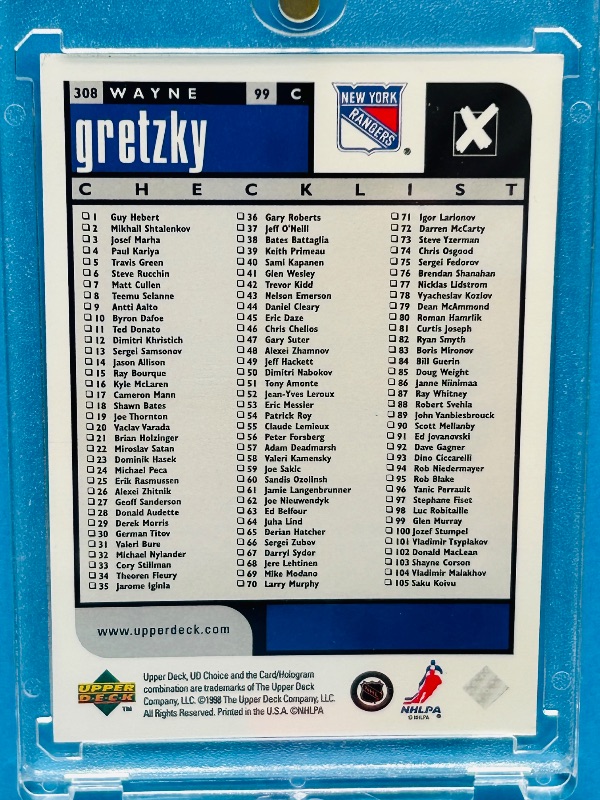 308 WAYNE 99 C
gretzky
NEW YORK
RANGERS
®
CHECKLIST
1 Guy Hebert
2 Mikhail Shtalenkov
3 Josef Marha
4 Paul Kariya
5 Travis Green
6 Steve Rucchin
7 Matt Cullen
8 Teemu Selanne
9 Antti Aalto
10 Byron Dafoe
11 Ted Donato
12 Dimitri Khristich
13 Sergei Samsonov
14 Jason Allison
15 Ray Bourque
16 Kyle McLaren
17 Cameron Mann
18 Shawn Bates
19 Joe Thornton
20 Vaclav Varada
21 Brian Holzinger
22 Miroslav Satan
23 Dominik Hasek
24 Michael Peca
25 Erik Rasmussen
26 Alexei Zhitnik
27 Geoff Sanderson
28 Donald Audette
29 Derek Morris
30 German Titov
31 Valeri Bure
32 Michael Nylander
33 Cory Stillman
34 Theoren Fleury
35 Jarome Iginla
36 Gary Roberts
37 Jeff O'Neill
38 Bates Battaglia
39 Keith Primeau
40 Sami Kapanen
41 Glen Wesley
42 Trevor Kidd
43 Nelson Emerson
44 Daniel Cleary
45 Eric Daze
46 Chris Chelios
47 Gary Suter
48 Alexei Zhamnov
49 Jeff Hackett
50 Dimitri Nabokov
51 Tony Amonte
52 Jean-Yves Leroux
53 Eric Messier
54 Patrick Roy
55 Claude Lemieux
56 Peter Forsberg
57 Adam Deadmarsh
58 Valeri Kamensky
59 Joe Sakic
60 Sandis Ozolinsh
61 Jamie Langenbrunner
62 Joe Nieuwendyk
63 Ed Belfour
64 Juha Lind
65 Derian Hatcher
66 Sergei Zubov
67 Darryl Sydor
68 Jere Lehtinen
69 Mike Modano
70 Larry Murphy
71 Igor Larionov
72 Darren McCarty
73 Steve Yzerman
74 Chris Osgood
75 Sergei Fedorov
76 Brendan Shanahan
77 Nicklas Lidstrom
78 Vyacheslav Kozlov
79 Dean McAmmond
80 Roman Hamrlik
81 Curtis Joseph
82 Ryan Smyth
83 Boris Mironov
84 Bill Guerin
85 Doug Weight
86 Janne Niinimaa
87 Ray Whitney
88 Robert Svehla
89 John Vanbiesbrouck
90 Scott Mellanby
91 Ed Jovanovski
92 Dave Gagner
93 Dino Ciccarelli
94 Rob Niedermayer
95 Rob Blake
96 Yanic Perrault
97 Stephane Fiset
98 Luc Robitaille
99 Glen Murray
100 Jozef Stumpel
101 Vladimir Tsyplakov
102 Donald MacLean
103 Shayne Corson
104 Vladimir Malakhov
105 Saku Koivu
www.upperdeck.com
UPPER
DECK
TM
Upper Deck, UD Choice and the Card/Hologram
combination are trademarks of The Upper Deck
Company, LLC. ©1998 The Upper Deck Company, LLC.
All Rights Reserved. Printed in the U.S.A. ©NHLPA
NHL
NHLPA
© NHLPA